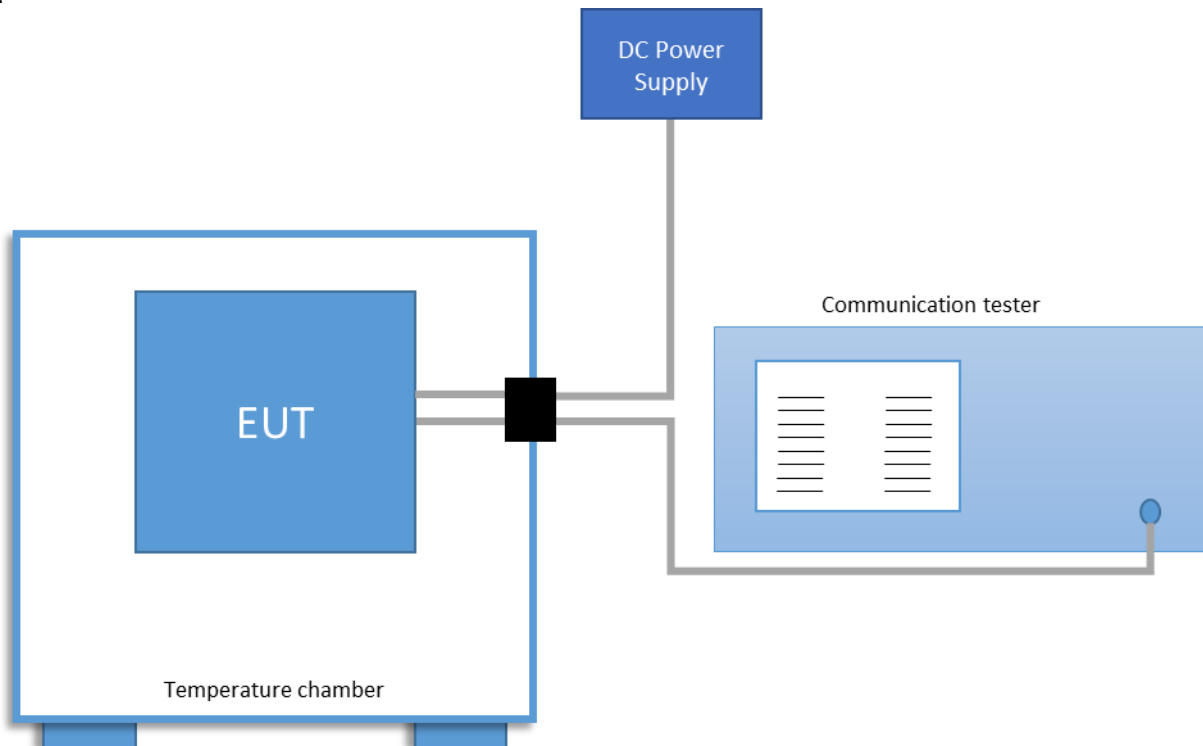 DC Power
Supply
Communication tester
EUT
Temperature chamber